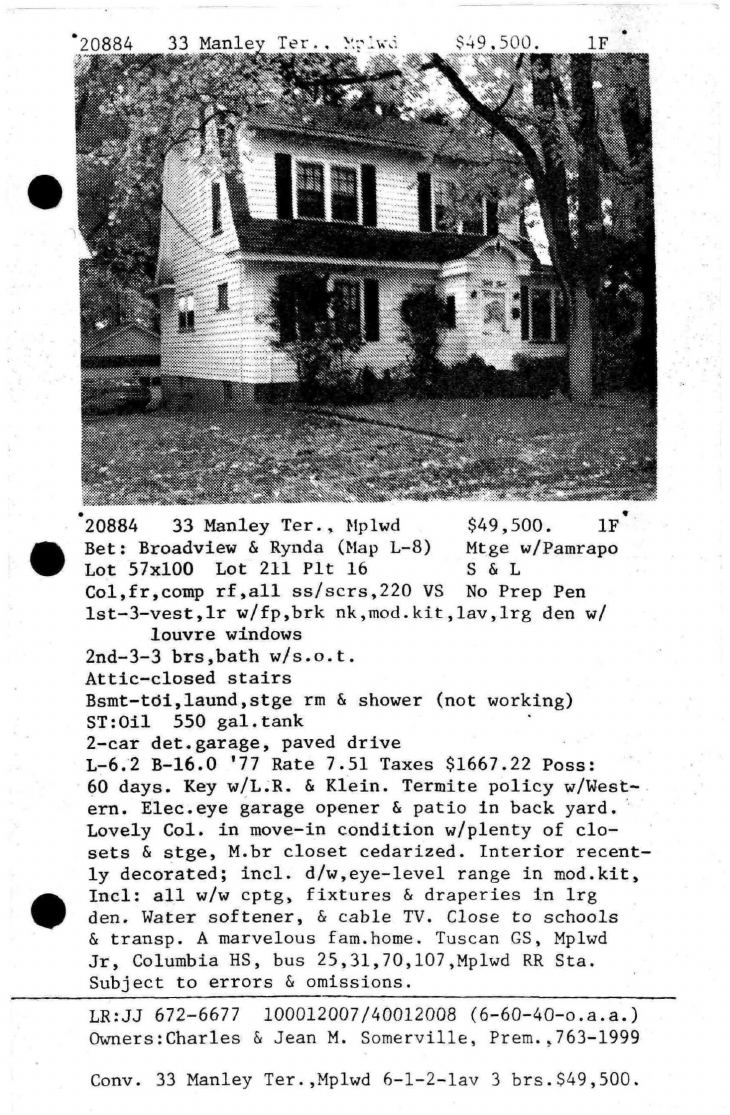 20884 33 Manley Ter.. Mplwd $49,500. 1F
20884 33 Manley Ter., Mplwd $49,500. 1F
Bet: Broadview & Rynda (Map L-8) Mtge w/Pamrapo
Lot 57x100 Lot 211 Plt 16 S & L
Col,fr,comp rf,all ss/scrs,220 VS No Prep Pen
1st-3-vest,lr w/fp,brk nk,mod.kit,lav,lrg den w/
louvre windows
2nd-3-3 brs,bath w/s.o.t.
Attic-closed stairs
Bsmt-toi,laund,stge rm & shower (not working)
ST:Oil 550 gal.tank
2-car det.garage, paved drive
L-6.2 B-16.0 '77 Rate 7.51 Taxes $1667.22 Poss:
60 days. Key w/L.R. & Klein. Termite policy w/West-
ern. Elec.eye garage opener & patio in back yard.
Lovely Col. in move-in condition w/plenty of clo-
sets & stge, M.br closet cedarized. Interior recent-
ly decorated; incl. d/w,eye-level range in mod.kit,
Incl: all w/w cptg, fixtures & draperies in lrg
den. Water softener, & cable TV. Close to schools
& transp. A marvelous fam.home. Tuscan GS, Mplwd
Jr, Columbia HS, bus 25,31,70,107,Mplwd RR Sta.
Subject to errors & omissions.
LR:JJ 672-6677 100012007/40012008 (6-60-40-o.a.a.)
Owners:Charles & Jean M. Somerville, Prem.,763-1999
Conv. 33 Manley Ter.,Mplwd 6-1-2-lav 3 brs.$49,500.